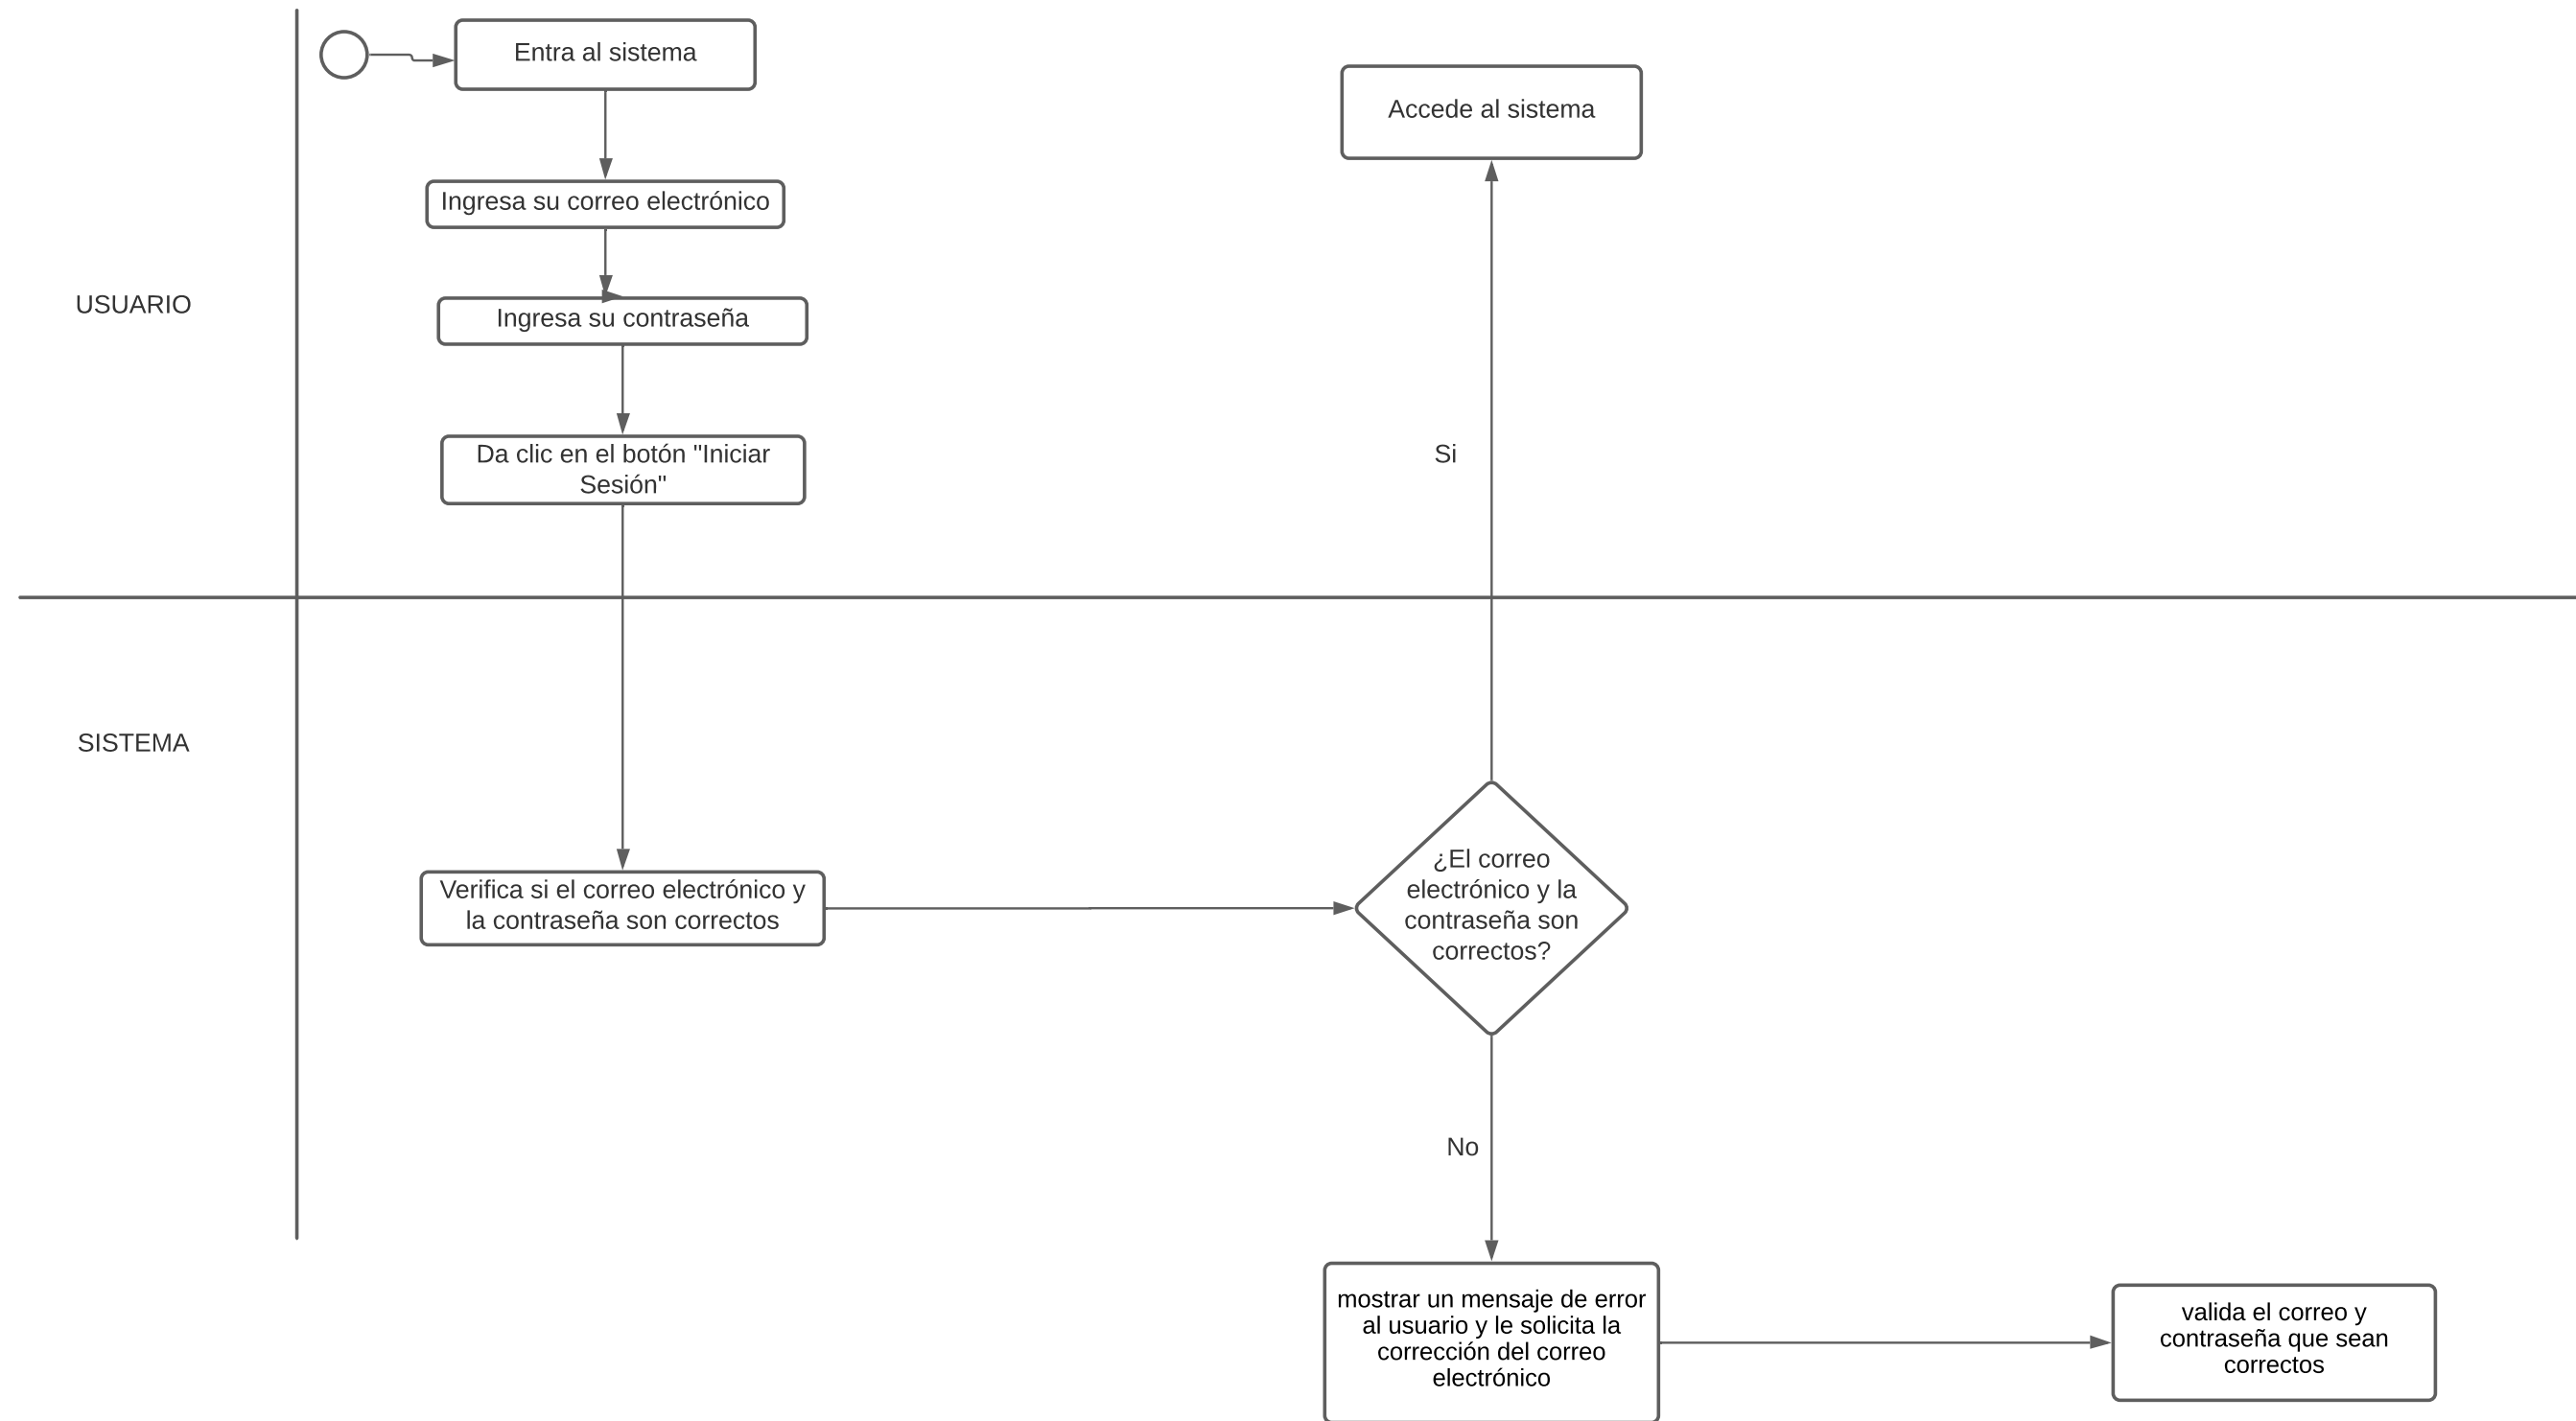 Entra al sistema
Accede al sistema
Ingresa su correo electrónico
USUARIO
Ingresa su contraseña
Da clic en el botón "Iniciar
Sesión"
Si
SISTEMA
Verifica si el correo electrónico y
la contraseña son correctos
¿El correo
electrónico y la
contraseña son
correctos?
No
mostrar un mensaje de error
al usuario y le solicita la
corrección del correo
electrónico
valida el correo y
contraseña que sean
correctos